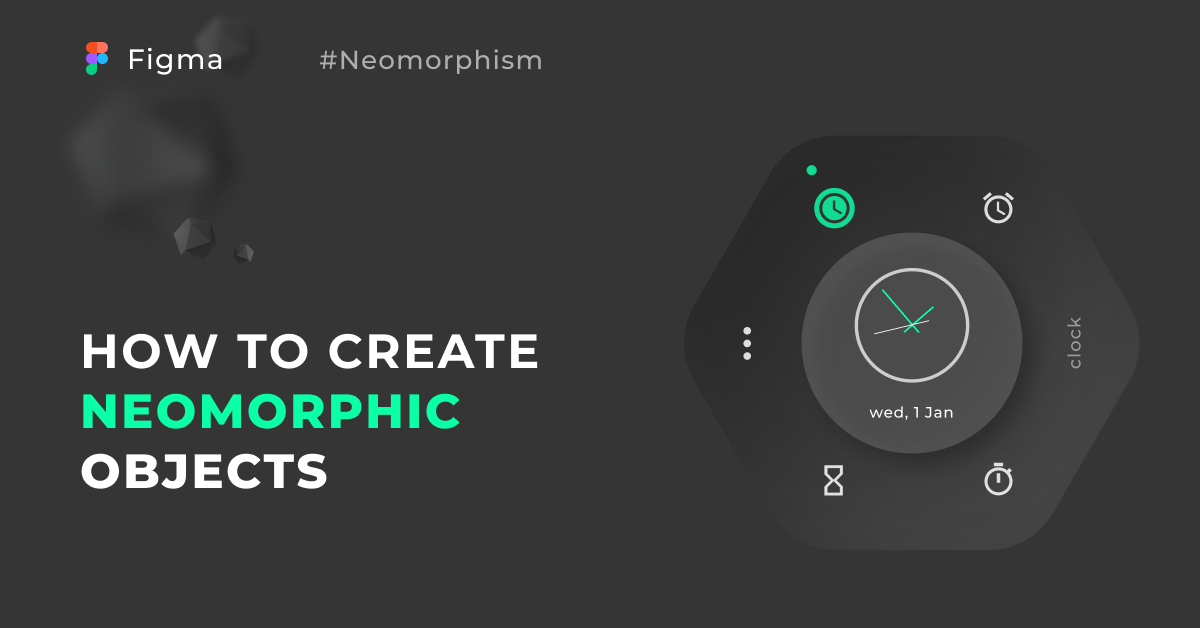 Figma
#Neomorphism
HOW TO CREATE
NEOMORPHIC
OBJECTS
wed, 1 Jan
clock